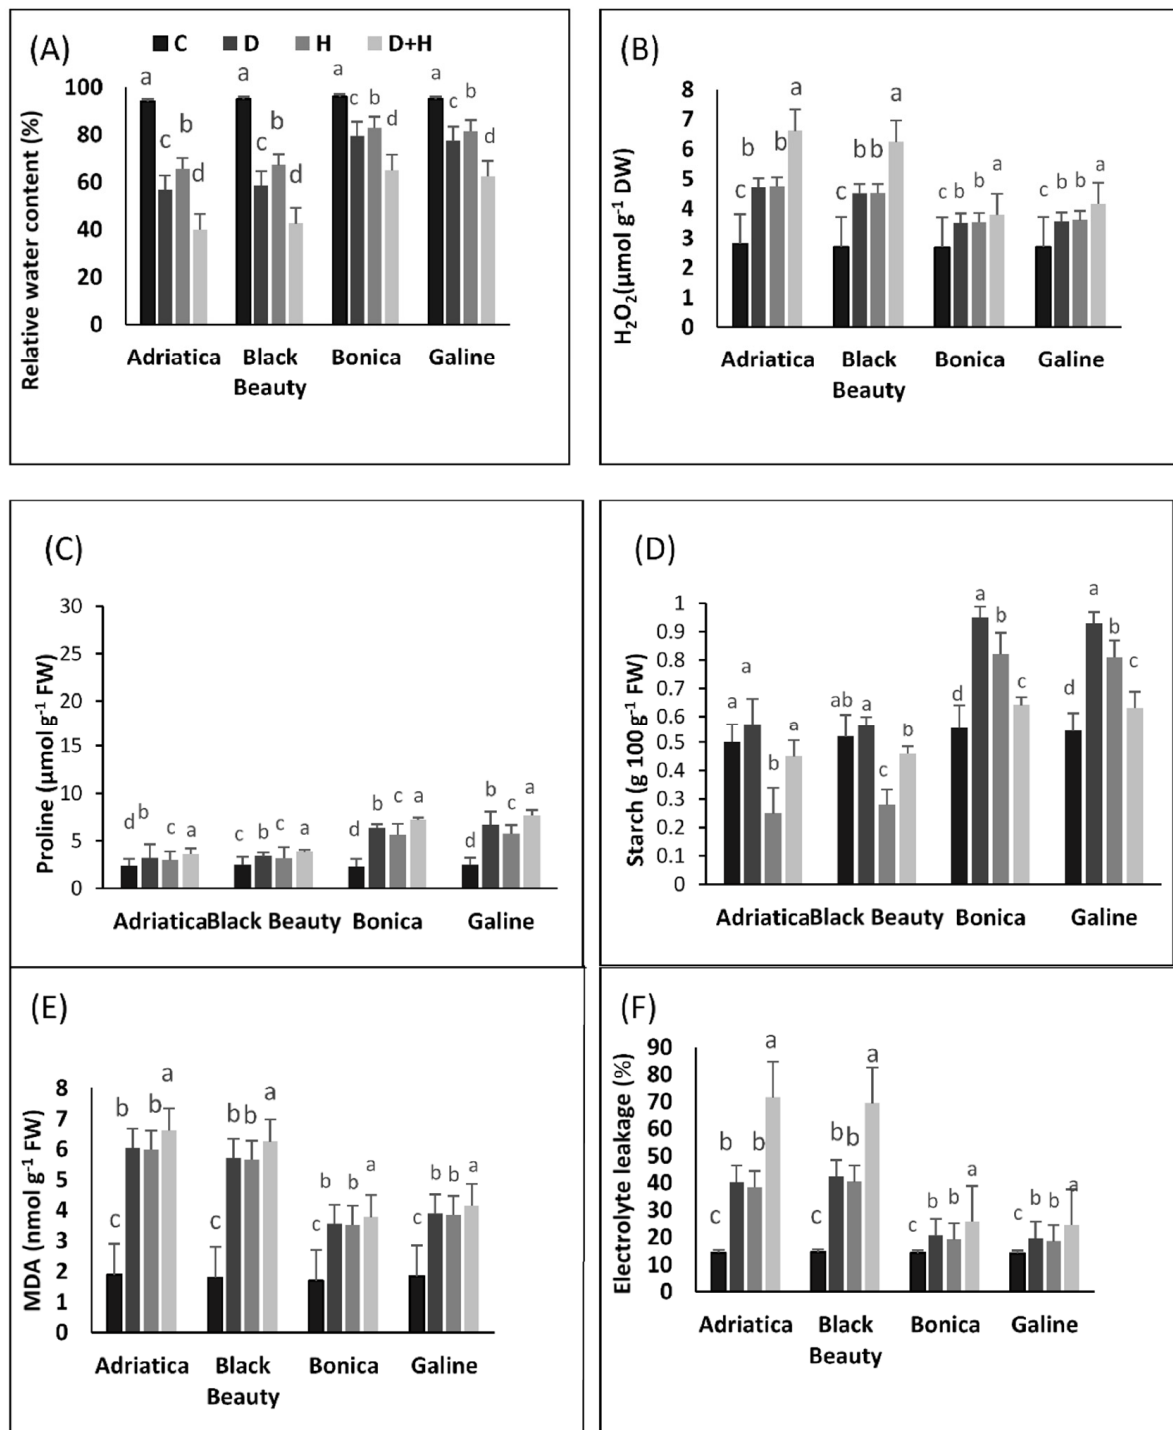 (A)
C D H D+H
Relative water content (%)
100
80
60
40
20
0
a c b d a c b d a c b d a c b d
Adriatica Black Beauty Bonica Galine
(B)
H₂O₂(µmol g⁻¹ DW)
8
7
6
5
4
3
2
1
0
c b b a c b b a c b b a c b b a
Adriatica Black Beauty Bonica Galine
(C)
Proline (µmol g⁻¹ FW)
30
25
20
15
10
5
0
d b c a c b c a d b c a d b c a
Adriatica Black Beauty Bonica Galine
(D)
Starch (g 100 g⁻¹ FW)
1
0.9
0.8
0.7
0.6
0.5
0.4
0.3
0.2
0.1
0
a a b a ab a c b d a b c d a b c
Adriatica Black Beauty Bonica Galine
(E)
MDA (nmol g⁻¹ FW)
8
7
6
5
4
3
2
1
0
c b b a c b b a c b b a c b b a
Adriatica Black Beauty Bonica Galine
(F)
Electrolyte leakage (%)
90
80
70
60
50
40
30
20
10
0
c b b a c b b a c b b a c b b a
Adriatica Black Beauty Bonica Galine